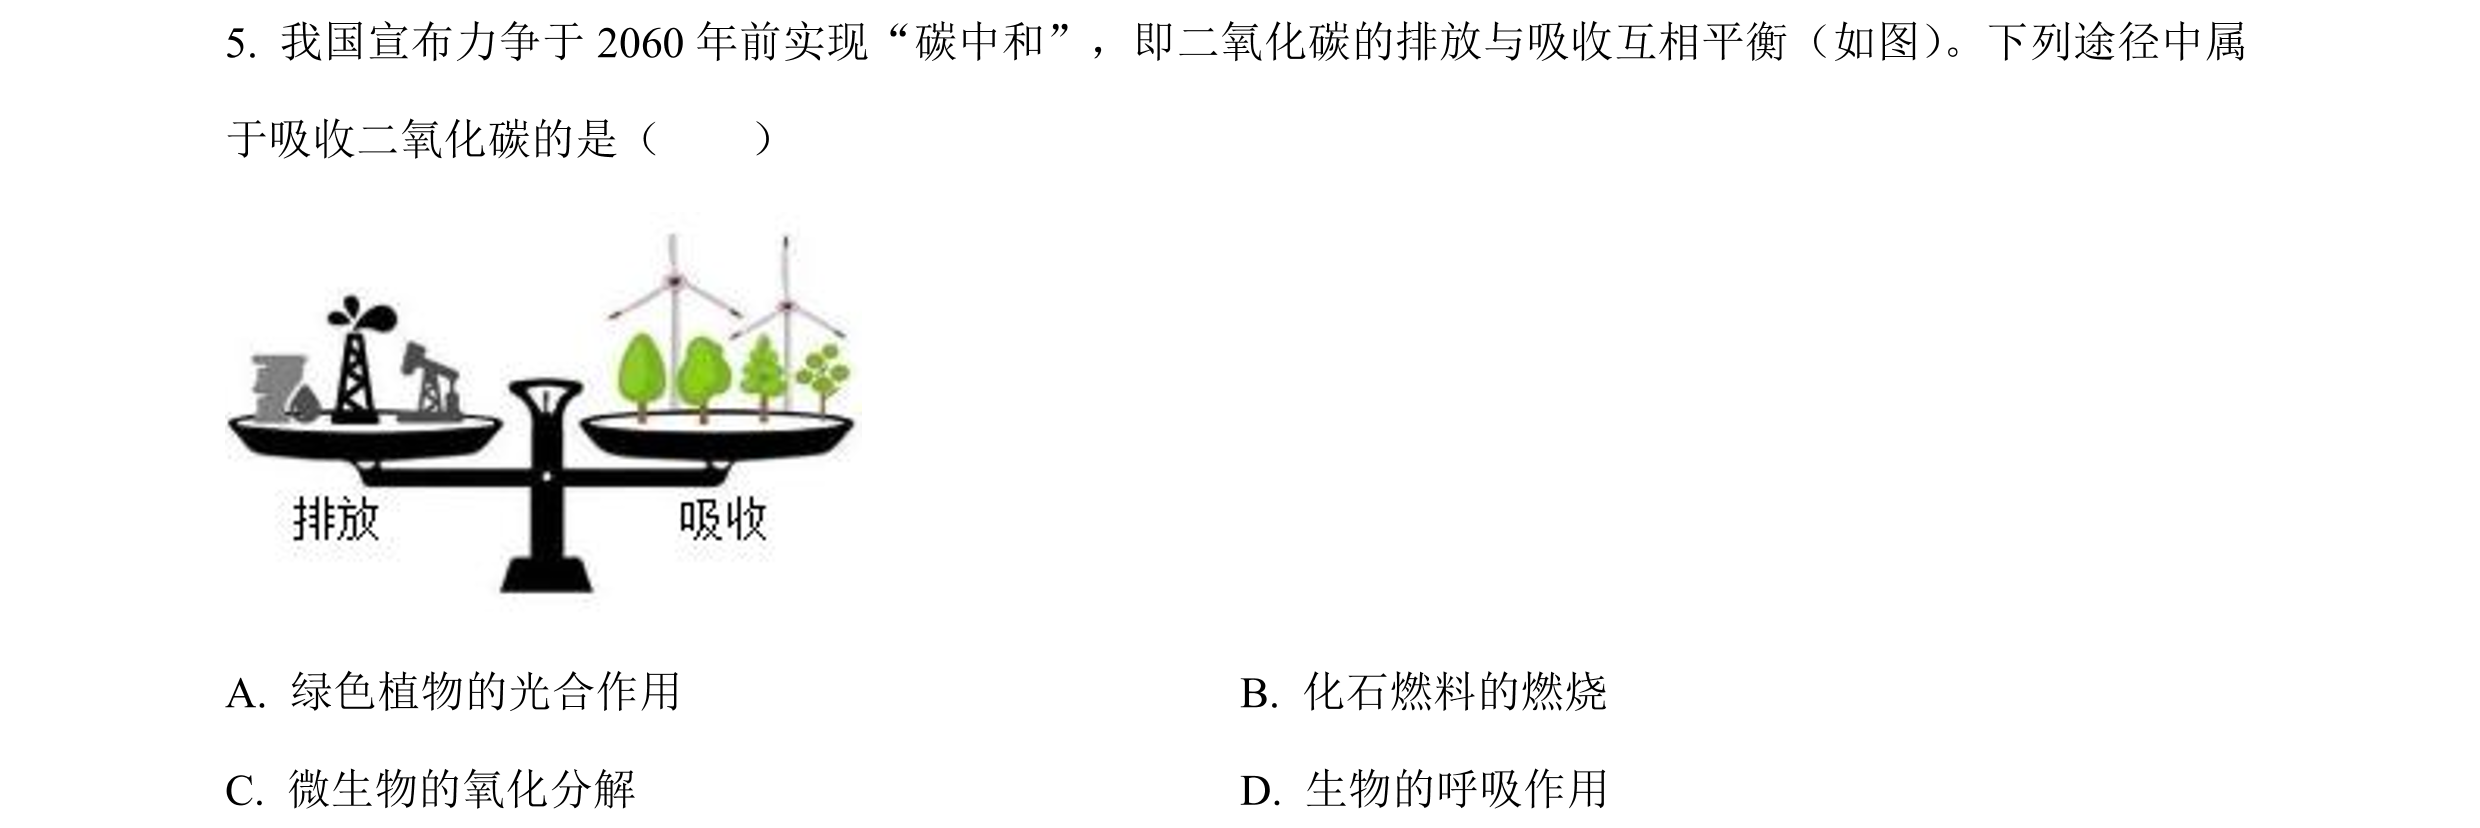 5. 我国宣布力争于 2060 年前实现“碳中和”，即二氧化碳的排放与吸收互相平衡（如图）。下列途径中属
于吸收二氧化碳的是（　　）
排放 吸收
A. 绿色植物的光合作用 B. 化石燃料的燃烧
C. 微生物的氧化分解 D. 生物的呼吸作用